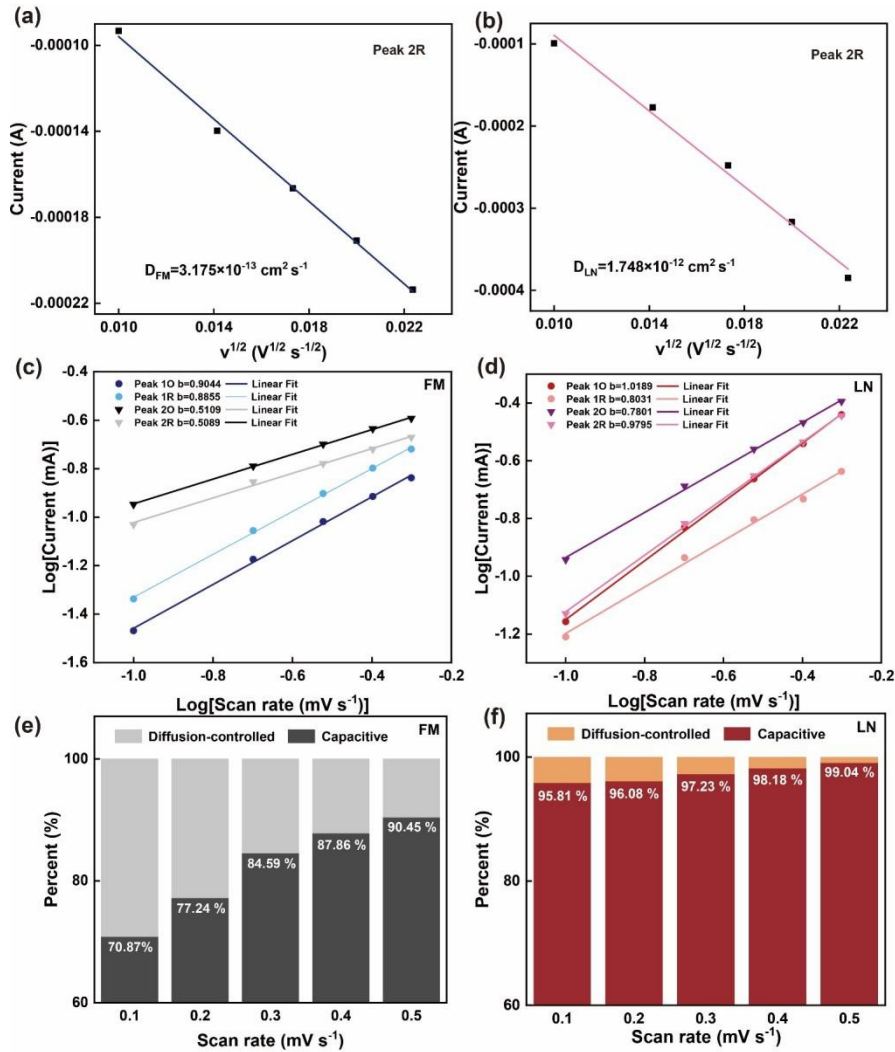 (a)
Peak 2R
-0.00010
-0.00014
-0.00018
-0.00022
Current (A)
D_FM=3.175×10⁻¹³ cm² s⁻¹
0.010 0.014 0.018 0.022
v^1/2 (V^1/2 s^-1/2)
(b)
Peak 2R
-0.0001
-0.0002
-0.0003
-0.0004
Current (A)
D_LN=1.748×10⁻¹² cm² s⁻¹
0.010 0.014 0.018 0.022
v^1/2 (V^1/2 s^-1/2)
(c)
FM
Peak 1O b=0.9044 Linear Fit
Peak 1R b=0.8855 Linear Fit
Peak 2O b=0.5109 Linear Fit
Peak 2R b=0.5089 Linear Fit
-0.4
-0.6
-0.8
-1.0
-1.2
-1.4
-1.6
Log[Current (mA)]
-1.0 -0.8 -0.6 -0.4 -0.2
Log[Scan rate (mV s⁻¹)]
(d)
LN
Peak 1O b=1.0189 Linear Fit
Peak 1R b=0.8031 Linear Fit
Peak 2O b=0.7801 Linear Fit
Peak 2R b=0.9795 Linear Fit
-0.4
-0.6
-0.8
-1.0
-1.2
Log[Current (mA)]
-1.0 -0.8 -0.6 -0.4 -0.2
Log[Scan rate (mV s⁻¹)]
(e)
Diffusion-controlled Capacitive FM
100
80
60
Percent (%)
70.87%
77.24 %
84.59 %
87.86 %
90.45 %
0.1 0.2 0.3 0.4 0.5
Scan rate (mV s⁻¹)
(f)
Diffusion-controlled Capacitive LN
100
80
60
Percent (%)
95.81 %
96.08 %
97.23 %
98.18 %
99.04 %
0.1 0.2 0.3 0.4 0.5
Scan rate (mV s⁻¹)